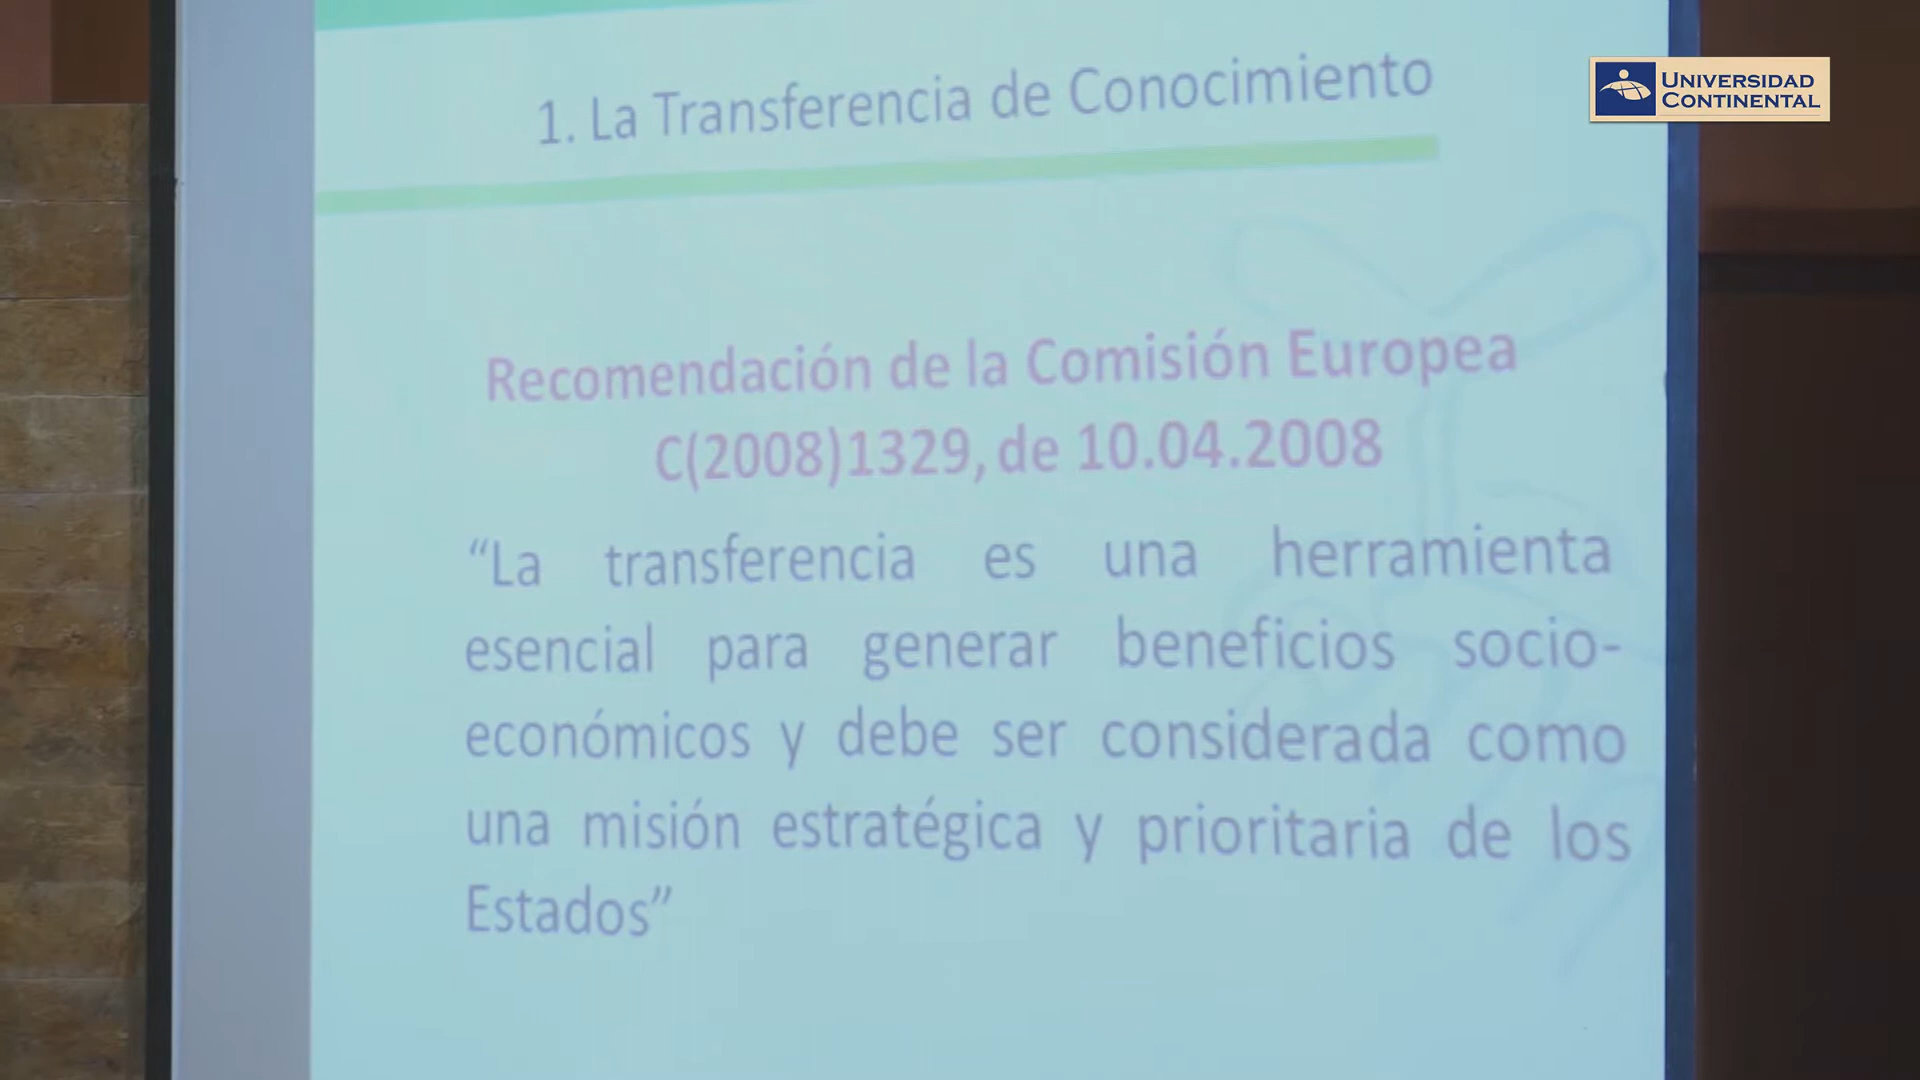 1. La Transferencia de Conocimiento
UNIVERSIDAD
CONTINENTAL
Recomendación de la Comisión Europea
C(2008)1329, de 10.04.2008
“La transferencia es una herramienta
esencial para generar beneficios socio-
económicos y debe ser considerada como
una misión estratégica y prioritaria de los
Estados”